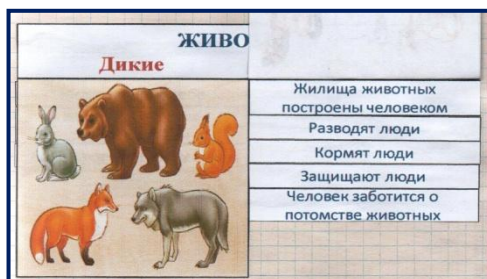 ЖИВО
Дикие
Жилища животных
построены человеком
Разводят люди
Кормят люди
Защищают люди
Человек заботится о
потомстве животных